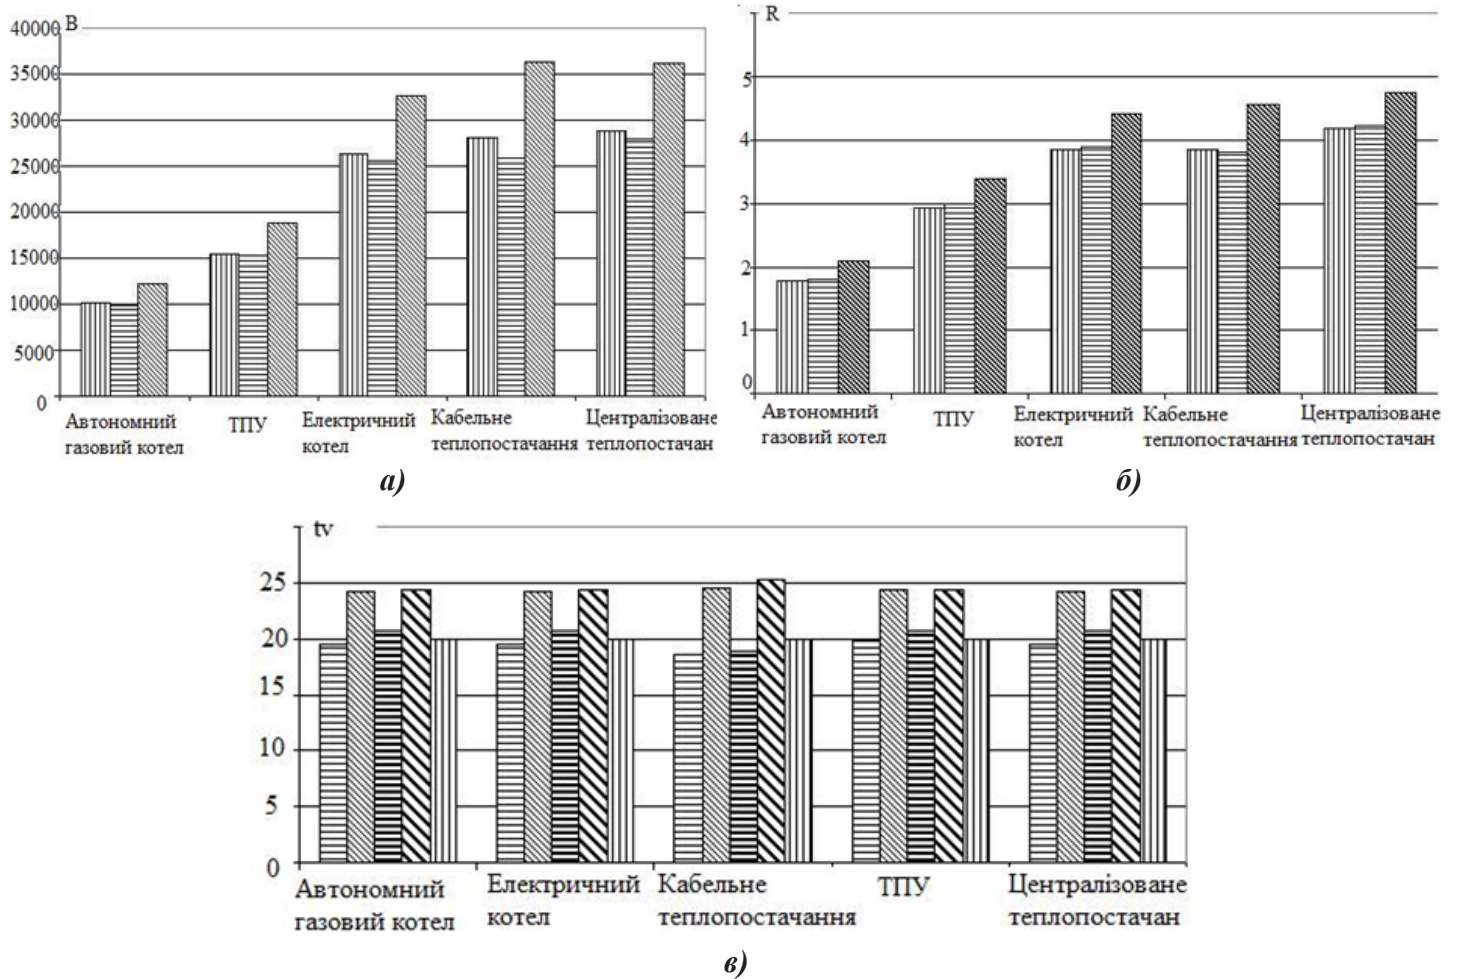 B
40000
35000
30000
25000
20000
15000
10000
5000
0
Автономний
газовий котел
ТПУ
Електричний
котел
Кабельне
теплопостачання
Централізоване
теплопостачан
а)
R
5
4
3
2
1
0
Автономний
газовий котел
ТПУ
Електричний
котел
Кабельне
теплопостачання
Централізоване
теплопостачан
б)
tv
25
20
15
10
5
0
Автономний
газовий котел
Електричний
котел
Кабельне
теплопостачання
ТПУ
Централізоване
теплопостачан
в)